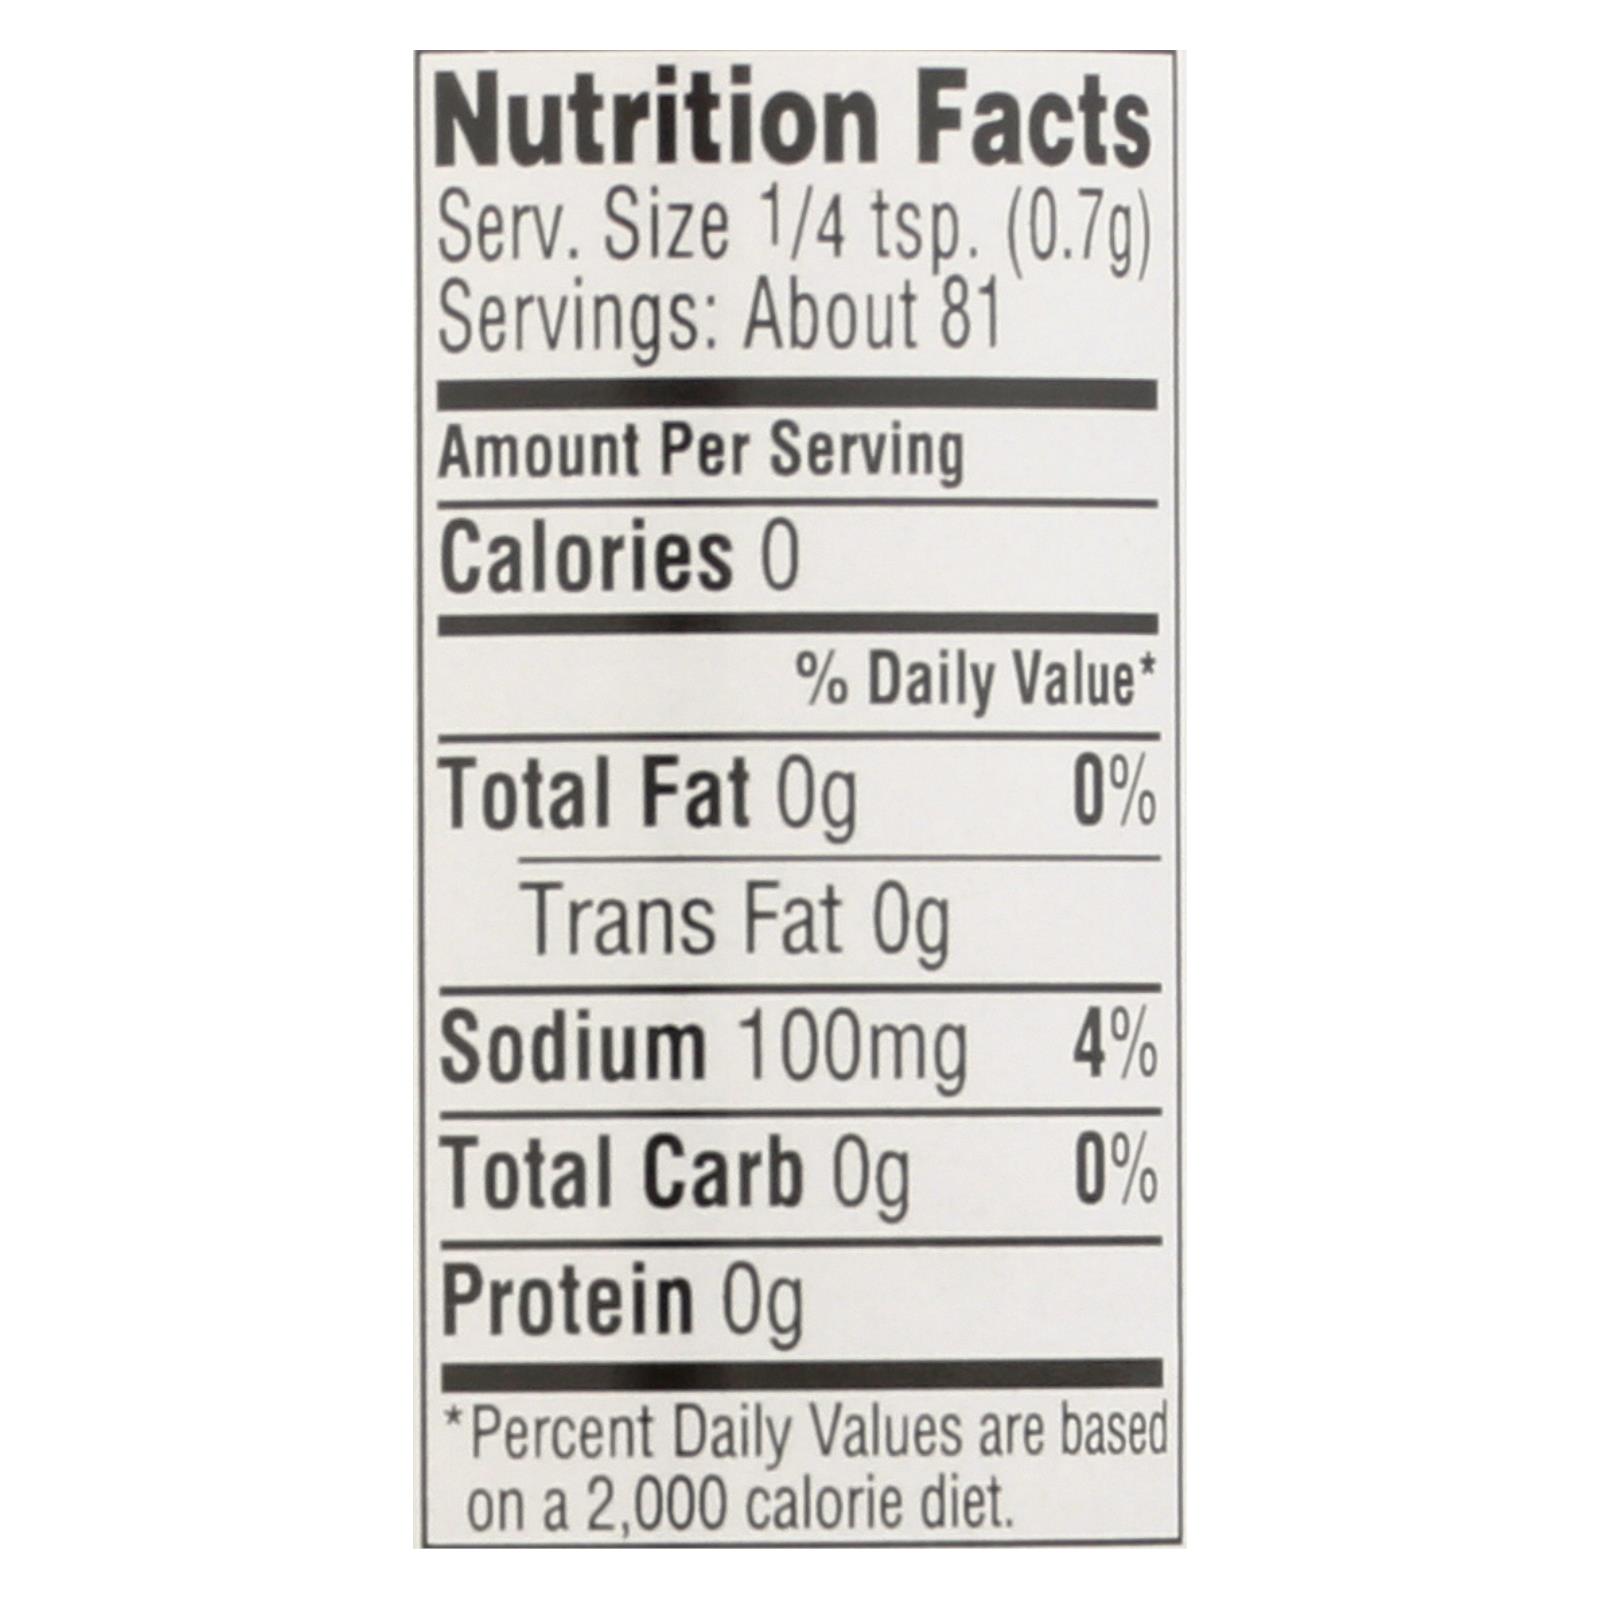 Nutrition Facts
Serv. Size 1/4 tsp. (0.7g)
Servings: About 81
Amount Per Serving
Calories 0
% Daily Value*
Total Fat 0g 0%
Trans Fat 0g
Sodium 100mg 4%
Total Carb 0g 0%
Protein 0g
*Percent Daily Values are based
on a 2,000 calorie diet.